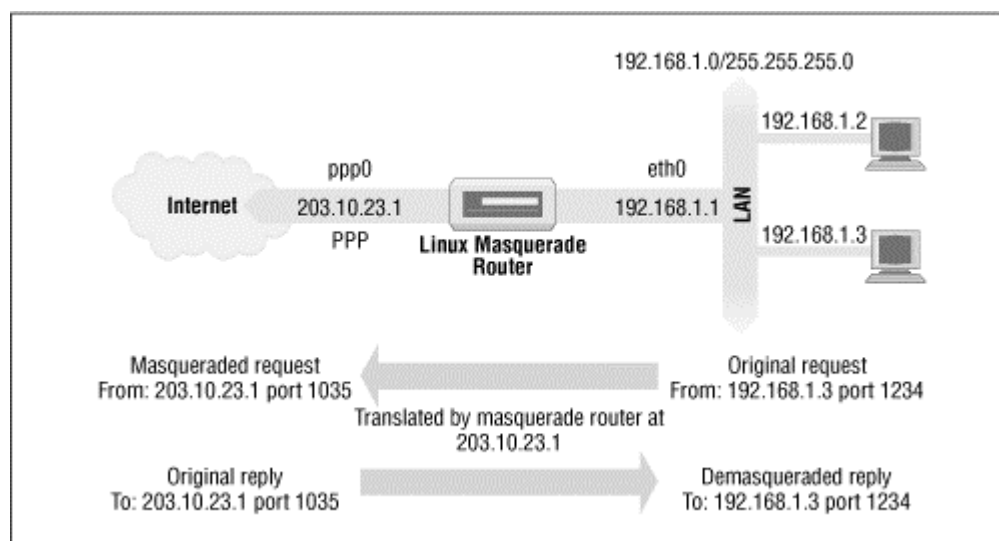 192.168.1.0/255.255.255.0
192.168.1.2
ppp0
eth0
Internet
203.10.23.1
192.168.1.1
LAN
PPP
Linux Masquerade
Router
192.168.1.3
Masqueraded request
From: 203.10.23.1 port 1035
Original request
From: 192.168.1.3 port 1234
Translated by masquerade router at
203.10.23.1
Original reply
To: 203.10.23.1 port 1035
Demasqueraded reply
To: 192.168.1.3 port 1234